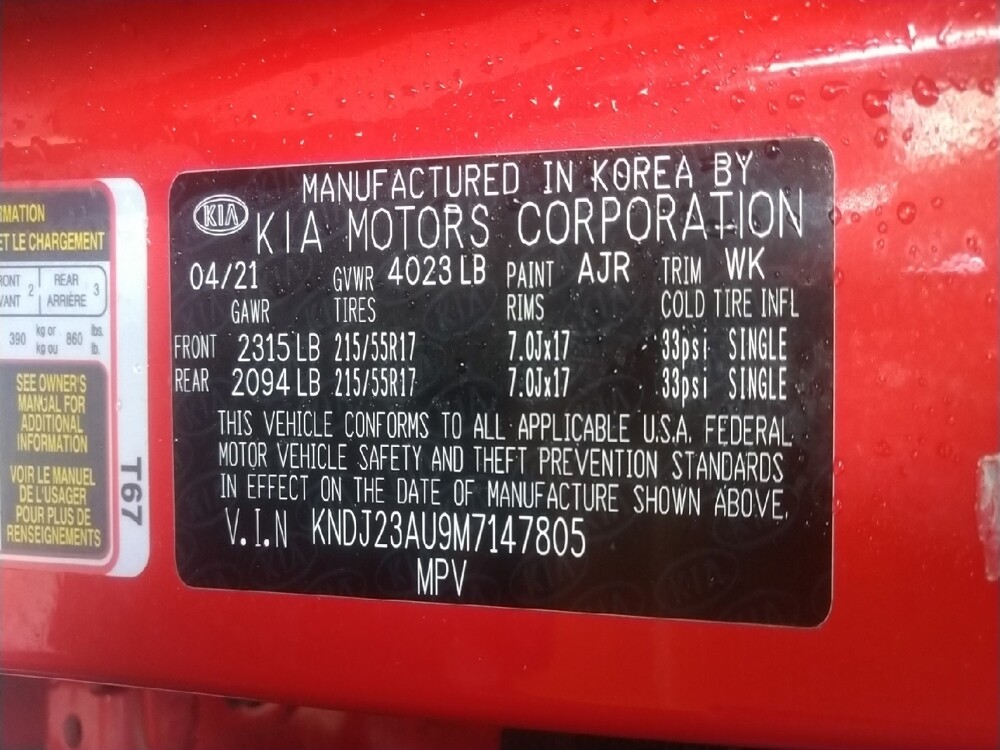 MANUFACTURED IN KOREA BY
KIA
KIA MOTORS CORPORATION
04/21 GVWR 4023 LB PAINT AJR TRIM WK
GAWR TIRES RIMS COLD TIRE INFL
FRONT 2315 LB 215/55R17 7.0Jx17 33psi SINGLE
REAR 2094 LB 215/55R17 7.0Jx17 33psi SINGLE
THIS VEHICLE CONFORMS TO ALL APPLICABLE U.S.A. FEDERAL
MOTOR VEHICLE SAFETY AND THEFT PREVENTION STANDARDS
IN EFFECT ON THE DATE OF MANUFACTURE SHOWN ABOVE.
V.I.N KNDJ23AU9M7147805
MPV
ET LE CHARGEMENT
2 REAR 3
ARRIÈRE
390 kg or 860 lbs.
kg ou lb.
SEE OWNER'S
MANUAL FOR
ADDITIONAL
INFORMATION
VOIR LE MANUEL
DE L'USAGER
POUR PLUS DE
RENSEIGNEMENTS
T67